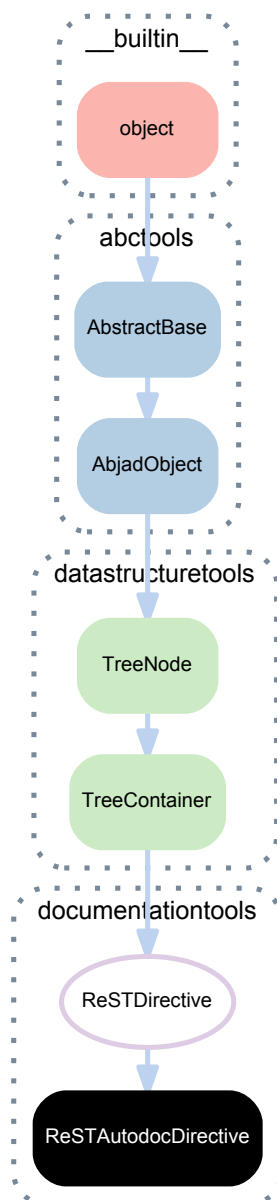 __builtin__
object
abctools
AbstractBase
AbjadObject
datastructuretools
TreeNode
TreeContainer
documentationtools
ReSTDirective
ReSTAutodocDirective